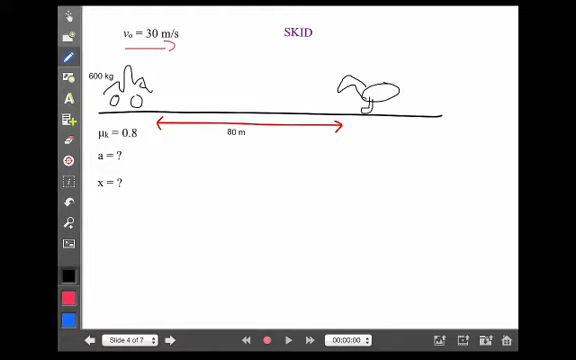 vₒ = 30 m/s
SKID
600 kg
μₖ = 0.8
80 m
a = ?
x = ?
Slide 4 of 7
00:00:00